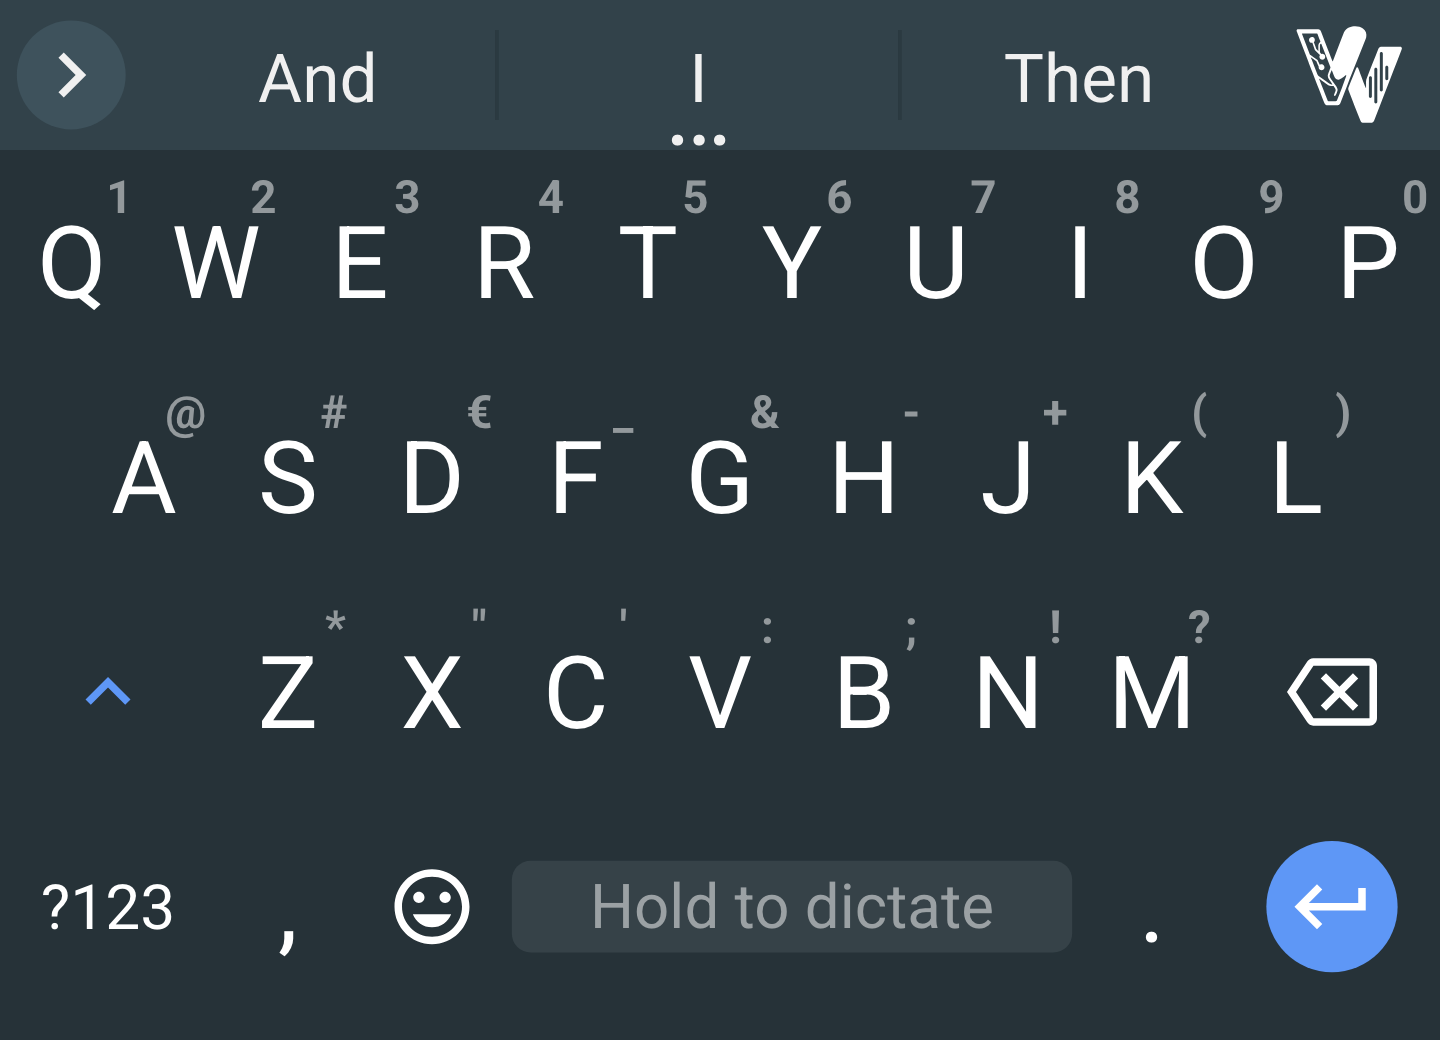 And I Then
1 2 3 4 5 6 7 8 9 0
Q W E R T Y U I O P
@ # € _ & - + ( )
A S D F G H J K L
* " ' : ; ! ?
Z X C V B N M
?123 , Hold to dictate .